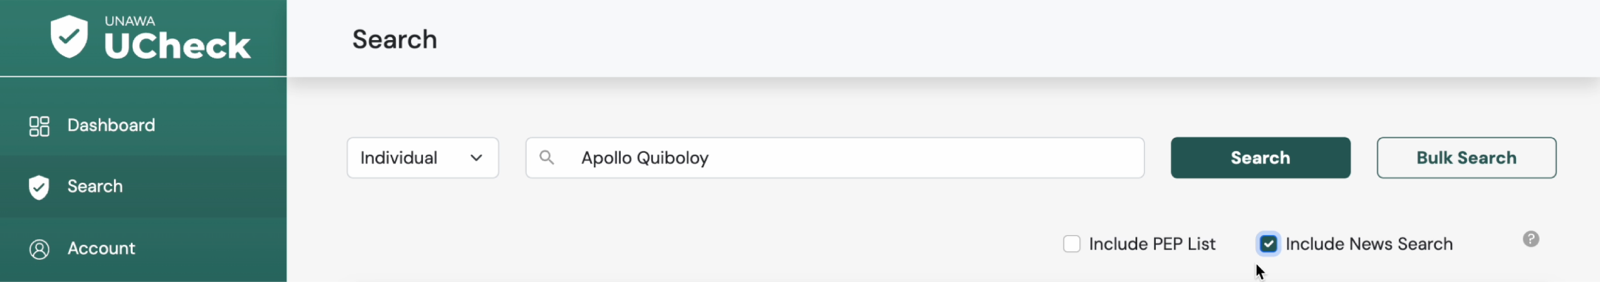 UNAWA
UCheck
Search
Dashboard
Search
Account
Individual
Apollo Quiboloy
Search
Bulk Search
Include PEP List
Include News Search
?